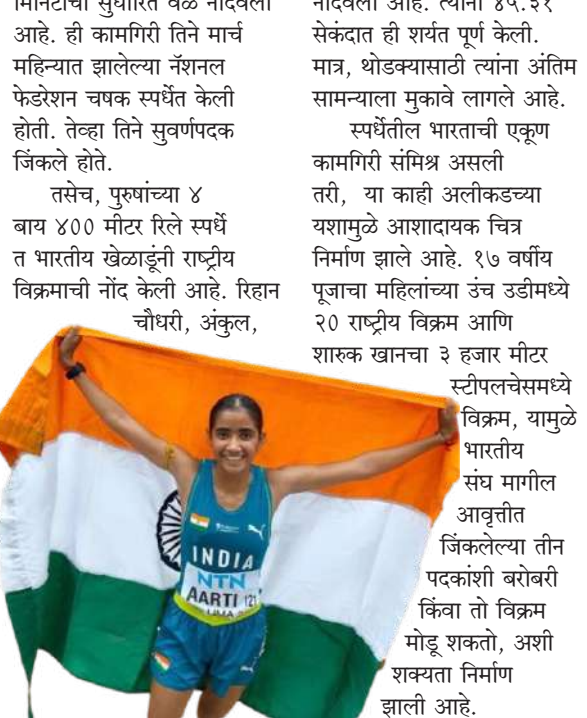 मिनिटांची सुधारित वेळ नोंदवली
आहे. ही कामगिरी तिने मार्च
महिन्यात झालेल्या नॅशनल
फेडरेशन चषक स्पर्धेत केली
होती. तेव्हा तिने सुवर्णपदक
जिंकले होते.
तसेच, पुरुषांच्या ४
बाय ४०० मीटर रिले स्पर्धे
त भारतीय खेळाडूंनी राष्ट्रीय
विक्रमाची नोंद केली आहे. रिहान
चौधरी, अंकुल,
नोंदवली आहे. त्यांनी ४५.३१
सेकंदात ही शर्यत पूर्ण केली.
मात्र, थोडक्यासाठी त्यांना अंतिम
सामन्याला मुकावे लागले आहे.
स्पर्धेतील भारताची एकूण
कामगिरी संमिश्र असली
तरी, या काही अलीकडच्या
यशामुळे आशादायक चित्र
निर्माण झाले आहे. १७ वर्षीय
पूजाचा महिलांच्या उंच उडीमध्ये
२० राष्ट्रीय विक्रम आणि
शारुक खानचा ३ हजार मीटर
स्टीपलचेसमध्ये
विक्रम, यामुळे
भारतीय
संघ मागील
आवृत्तीत
जिंकलेल्या तीन
पदकांशी बरोबरी
किंवा तो विक्रम
मोडू शकतो, अशी
शक्यता निर्माण
झाली आहे.
INDIA
NTN
AARTI
LIMA